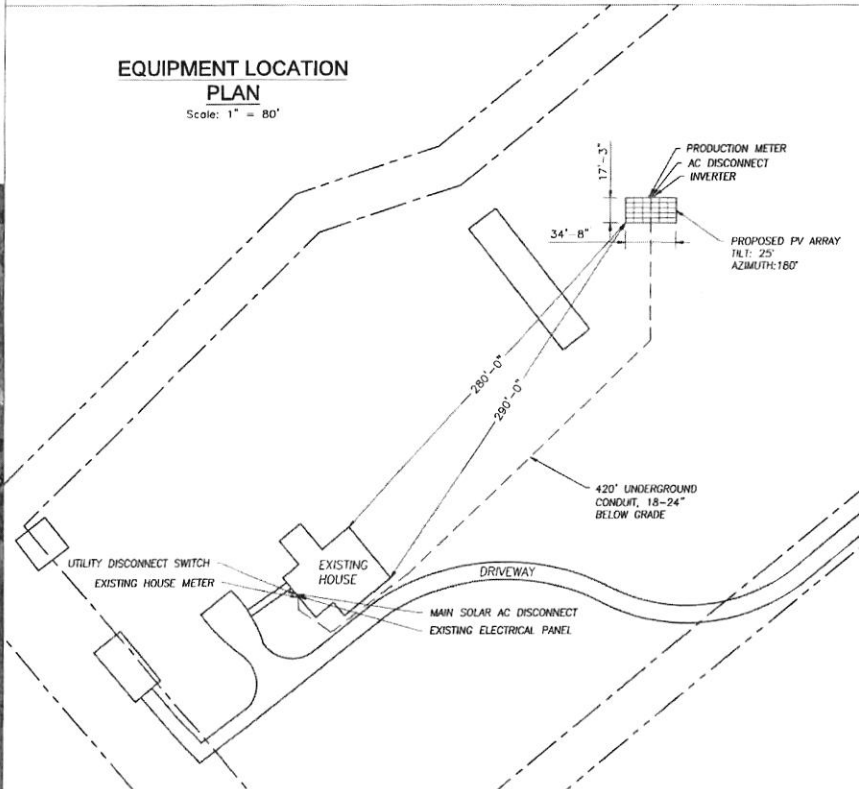 EQUIPMENT LOCATION
PLAN
Scale: 1" = 80'
PRODUCTION METER
AC DISCONNECT
INVERTER
17'-3"
34'-8"
PROPOSED PV ARRAY
TILT: 25°
AZIMUTH:180°
280'-0"
290'-0"
420' UNDERGROUND
CONDUIT, 18-24"
BELOW GRADE
UTILITY DISCONNECT SWITCH
EXISTING HOUSE METER
EXISTING
HOUSE
DRIVEWAY
MAIN SOLAR AC DISCONNECT
EXISTING ELECTRICAL PANEL